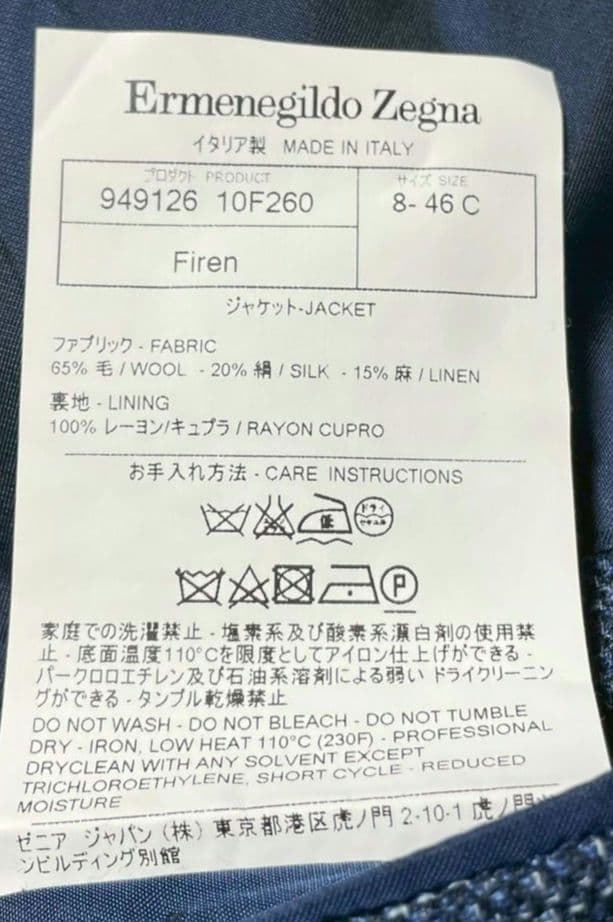 Ermenegildo Zegna
イタリア製 MADE IN ITALY
プロダクト PRODUCT
949126 10F260
サイズ SIZE
8- 46 C
Firen
ジャケット-JACKET
ファブリック - FABRIC
65% 毛 / WOOL - 20% 絹 / SILK - 15% 麻 / LINEN
裏地 - LINING
100% レーヨン/キュプラ / RAYON CUPRO
お手入れ方法 - CARE INSTRUCTIONS
低 ドライ セキユ系
P
家庭での洗濯禁止 - 塩素系及び酸素系漂白剤の使用禁
止 - 底面温度110°Cを限度としてアイロン仕上げができる -
パークロロエチレン及び石油系溶剤による弱い ドライクリーニン
グができる - タンブル乾燥禁止
DO NOT WASH - DO NOT BLEACH - DO NOT TUMBLE
DRY - IRON, LOW HEAT 110°C (230F) - PROFESSIONAL
DRYCLEAN WITH ANY SOLVENT EXCEPT
TRICHLOROETHYLENE, SHORT CYCLE - REDUCED
MOISTURE
ゼニア ジャパン (株) 東京都港区虎ノ門 2-10-1 虎ノ門
ンビルディング別館